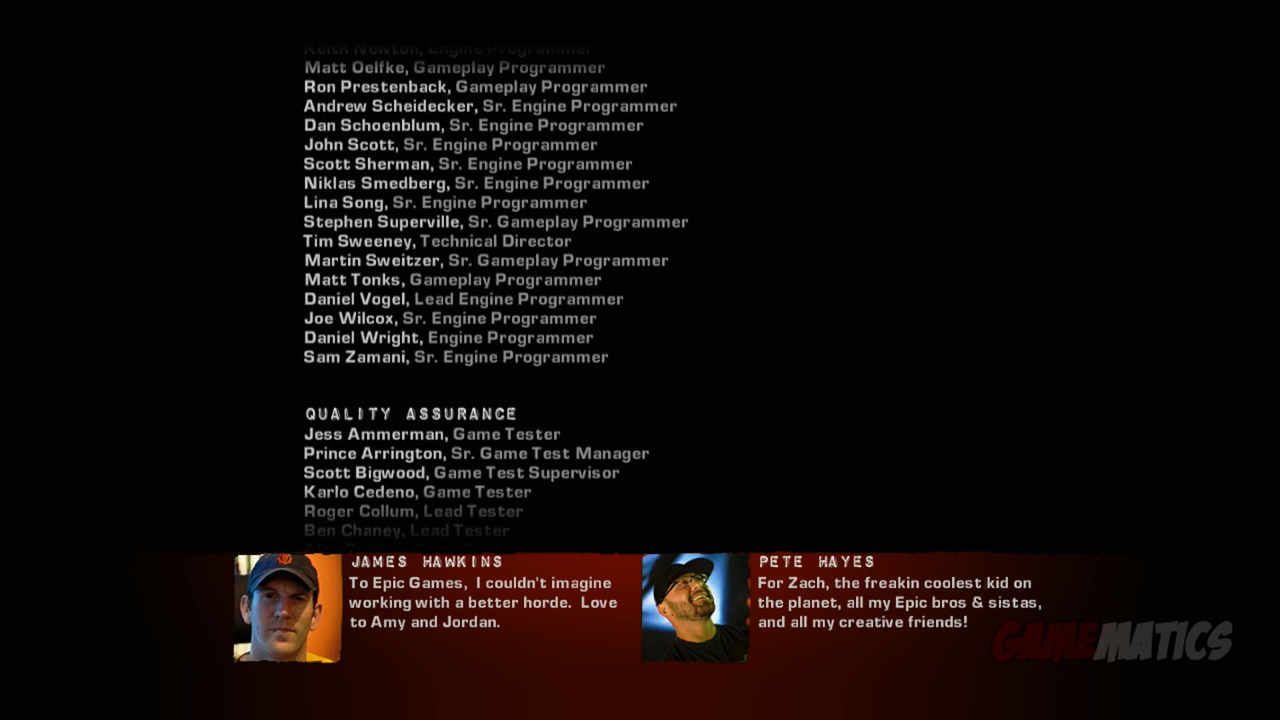 Keith Newton, Engine Programmer
Matt Oelfke, Gameplay Programmer
Ron Prestenback, Gameplay Programmer
Andrew Scheidecker, Sr. Engine Programmer
Dan Schoenblum, Sr. Engine Programmer
John Scott, Sr. Engine Programmer
Scott Sherman, Sr. Engine Programmer
Niklas Smedberg, Sr. Engine Programmer
Lina Song, Sr. Engine Programmer
Stephen Superville, Sr. Gameplay Programmer
Tim Sweeney, Technical Director
Martin Sweitzer, Sr. Gameplay Programmer
Matt Tonks, Gameplay Programmer
Daniel Vogel, Lead Engine Programmer
Joe Wilcox, Sr. Engine Programmer
Daniel Wright, Engine Programmer
Sam Zamani, Sr. Engine Programmer
QUALITY ASSURANCE
Jess Ammerman, Game Tester
Prince Arrington, Sr. Game Test Manager
Scott Bigwood, Game Test Supervisor
Karlo Cedeno, Game Tester
Roger Collum, Lead Tester
Ben Chaney, Lead Tester
JAMES HAWKINS
To Epic Games, I couldn't imagine
working with a better horde. Love
to Amy and Jordan.
PETE HAYES
For Zach, the freakin coolest kid on
the planet, all my Epic bros & sistas,
and all my creative friends!
GAMEMATICS